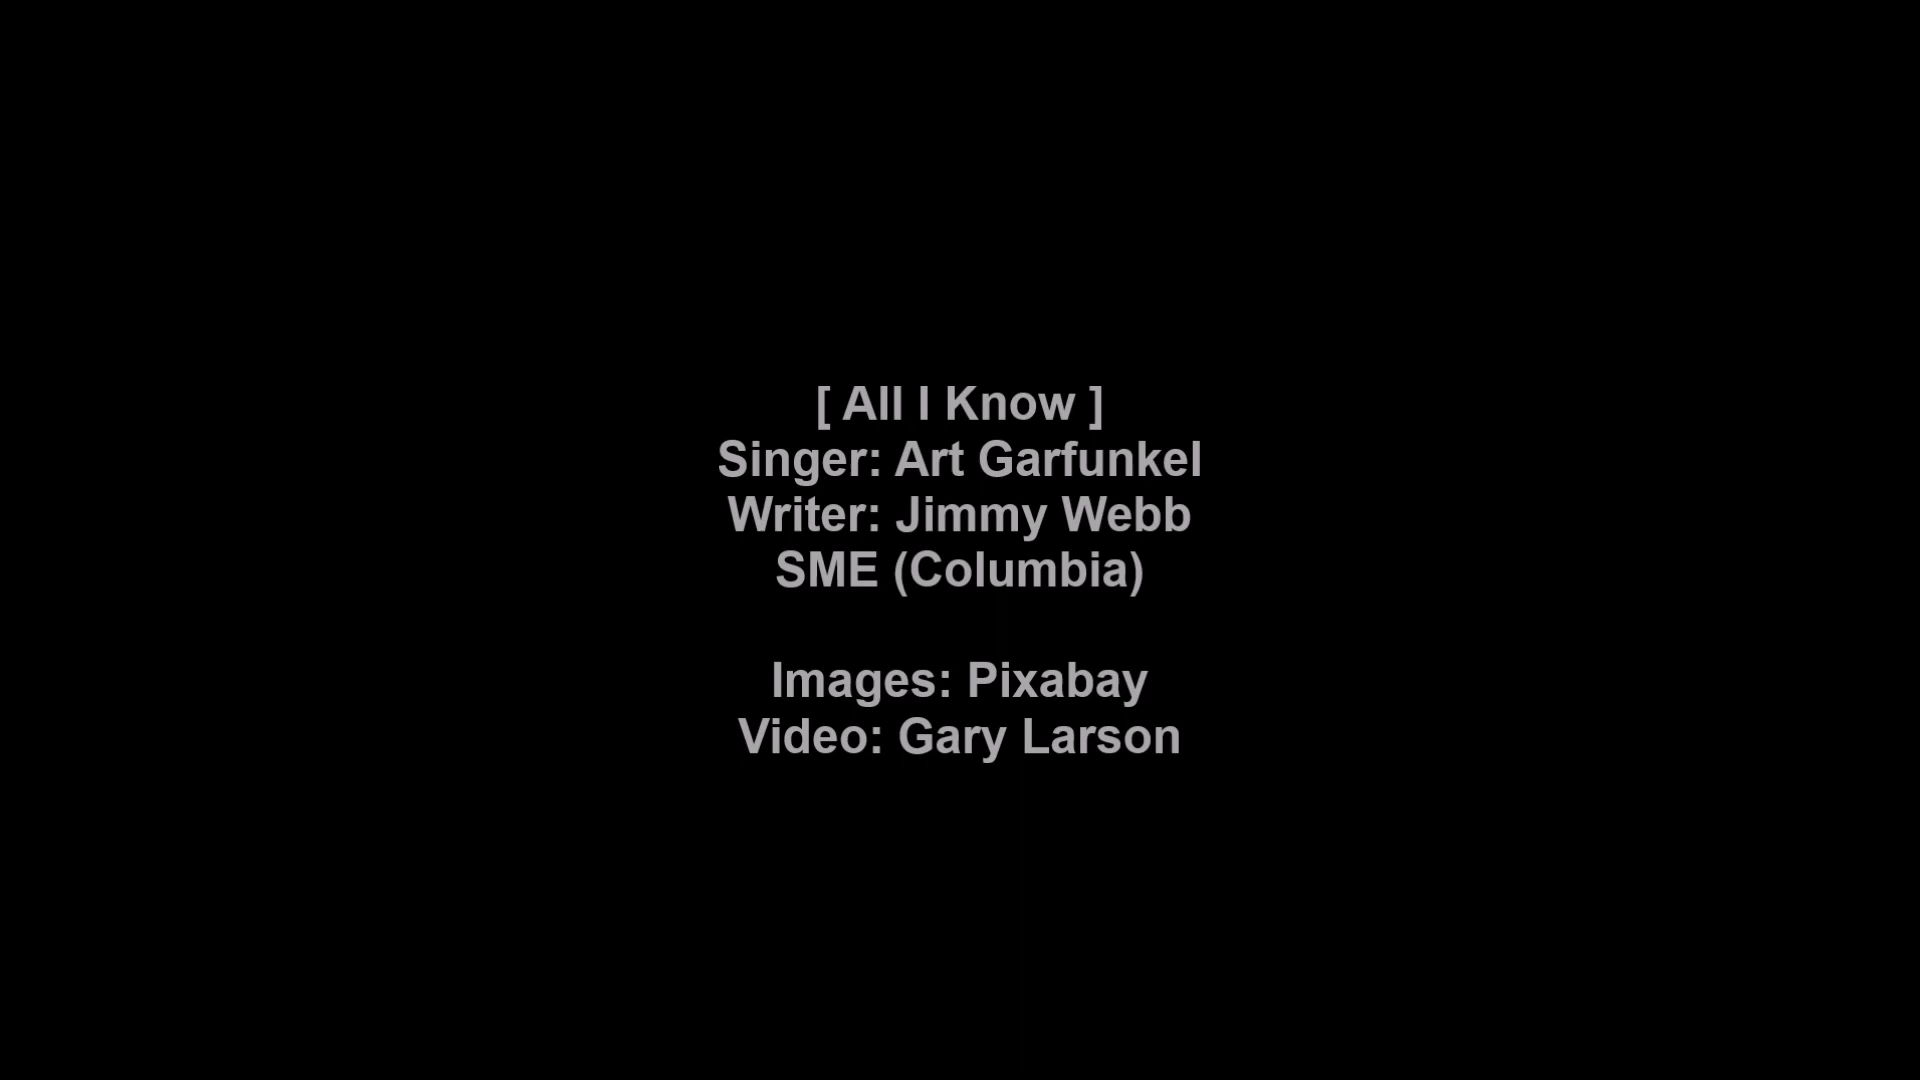 [ All I Know ]
Singer: Art Garfunkel
Writer: Jimmy Webb
SME (Columbia)
Images: Pixabay
Video: Gary Larson